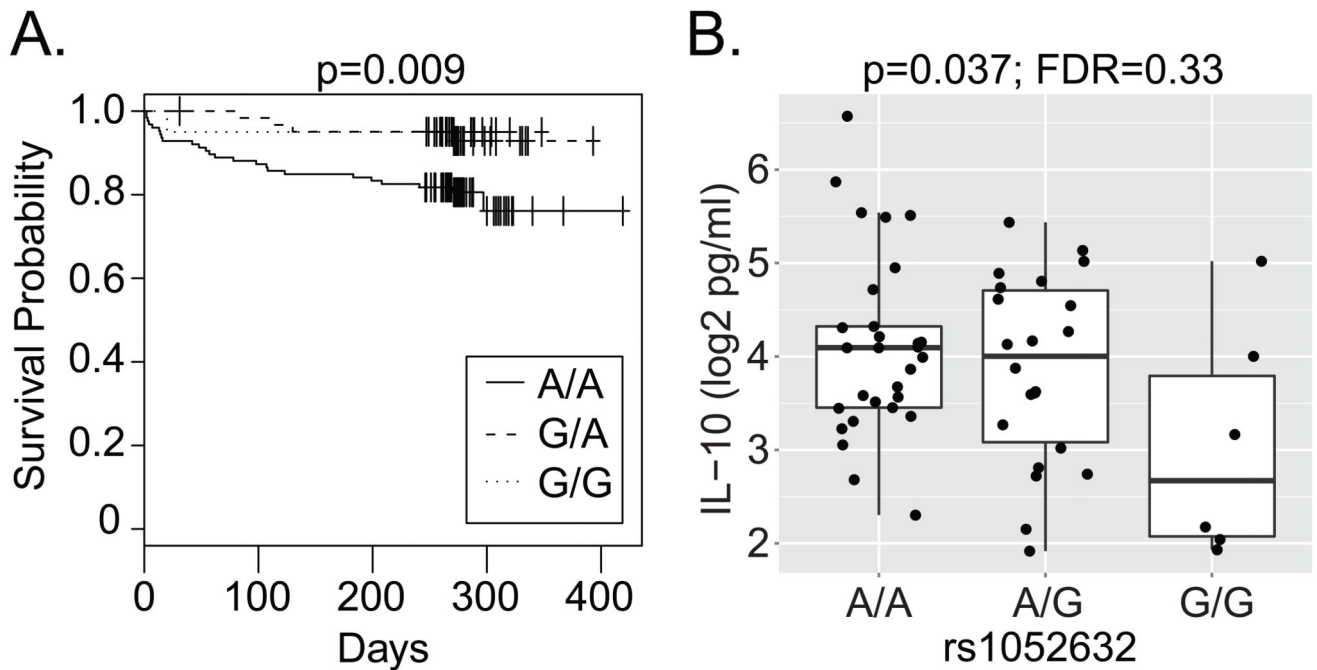 A.
p=0.009
Survival Probability
1.0
0.8
0.6
0.4
0.2
0
A/A
G/A
G/G
0 100 200 300 400
Days
B.
p=0.037; FDR=0.33
IL−10 (log2 pg/ml)
6
5
4
3
2
A/A A/G G/G
rs1052632